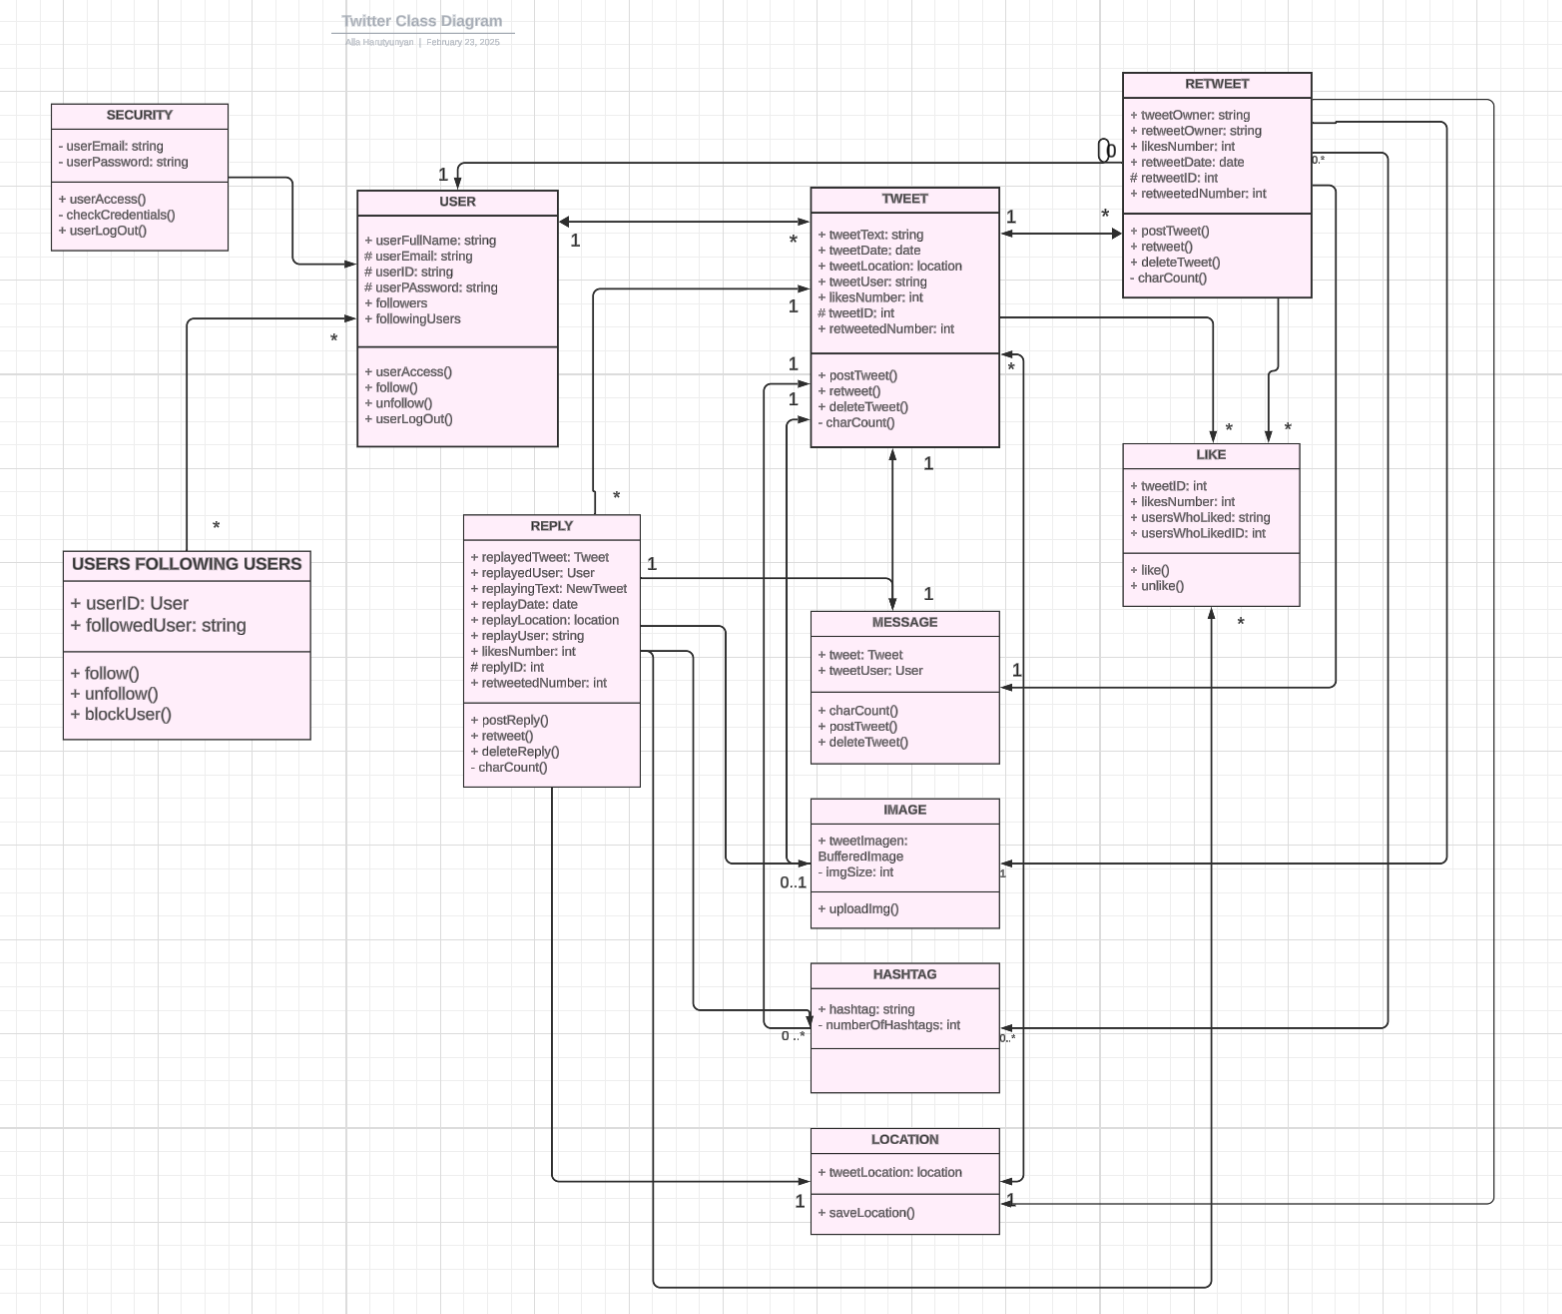 Twitter Class Diagram
Alla Harutyunyan | February 23, 2025
SECURITY
- userEmail: string
- userPassword: string
+ userAccess()
- checkCredentials()
+ userLogOut()
1
USER
+ userFullName: string
# userEmail: string
# userID: string
# userPAssword: string
+ followers
+ followingUsers
+ userAccess()
+ follow()
+ unfollow()
+ userLogOut()
1
*
*
*
USERS FOLLOWING USERS
+ userID: User
+ followedUser: string
+ follow()
+ unfollow()
+ blockUser()
TWEET
+ tweetText: string
+ tweetDate; date
+ tweetLocation: location
+ tweetUser: string
+ likesNumber: int
# tweetID: int
+ retweetedNumber: int
+ postTweet()
+ retweet()
+ deleteTweet()
- charCount()
1
1
1
1
*
*
1
RETWEET
+ tweetOwner: string
+ retweetOwner: string
+ likesNumber: int
+ retweetDate: date
# retweetID: int
+ retweetedNumber: int
+ postTweet()
+ retweet()
+ deleteTweet()
- charCount()
0..*
*
*
LIKE
+ tweetID: int
+ likesNumber: int
+ usersWhoLiked: string
+ usersWhoLikedID: int
+ like()
+ unlike()
*
*
REPLY
+ replayedTweet: Tweet
+ replayedUser: User
+ replayingText: NewTweet
+ replayDate: date
+ replayLocation: location
+ replayUser: string
+ likesNumber: int
# replyID: int
+ retweetedNumber: int
+ postReply()
+ retweet()
+ deleteReply()
- charCount()
1
1
MESSAGE
+ tweet: Tweet
+ tweetUser: User
+ charCount()
+ postTweet()
+ deleteTweet()
1
IMAGE
+ tweetImagen:
BufferedImage
- imgSize: int
+ uploadImg()
0..1
1
HASHTAG
+ hashtag: string
- numberOfHashtags: int
0 ..*
0..*
LOCATION
+ tweetLocation: location
+ saveLocation()
1
1